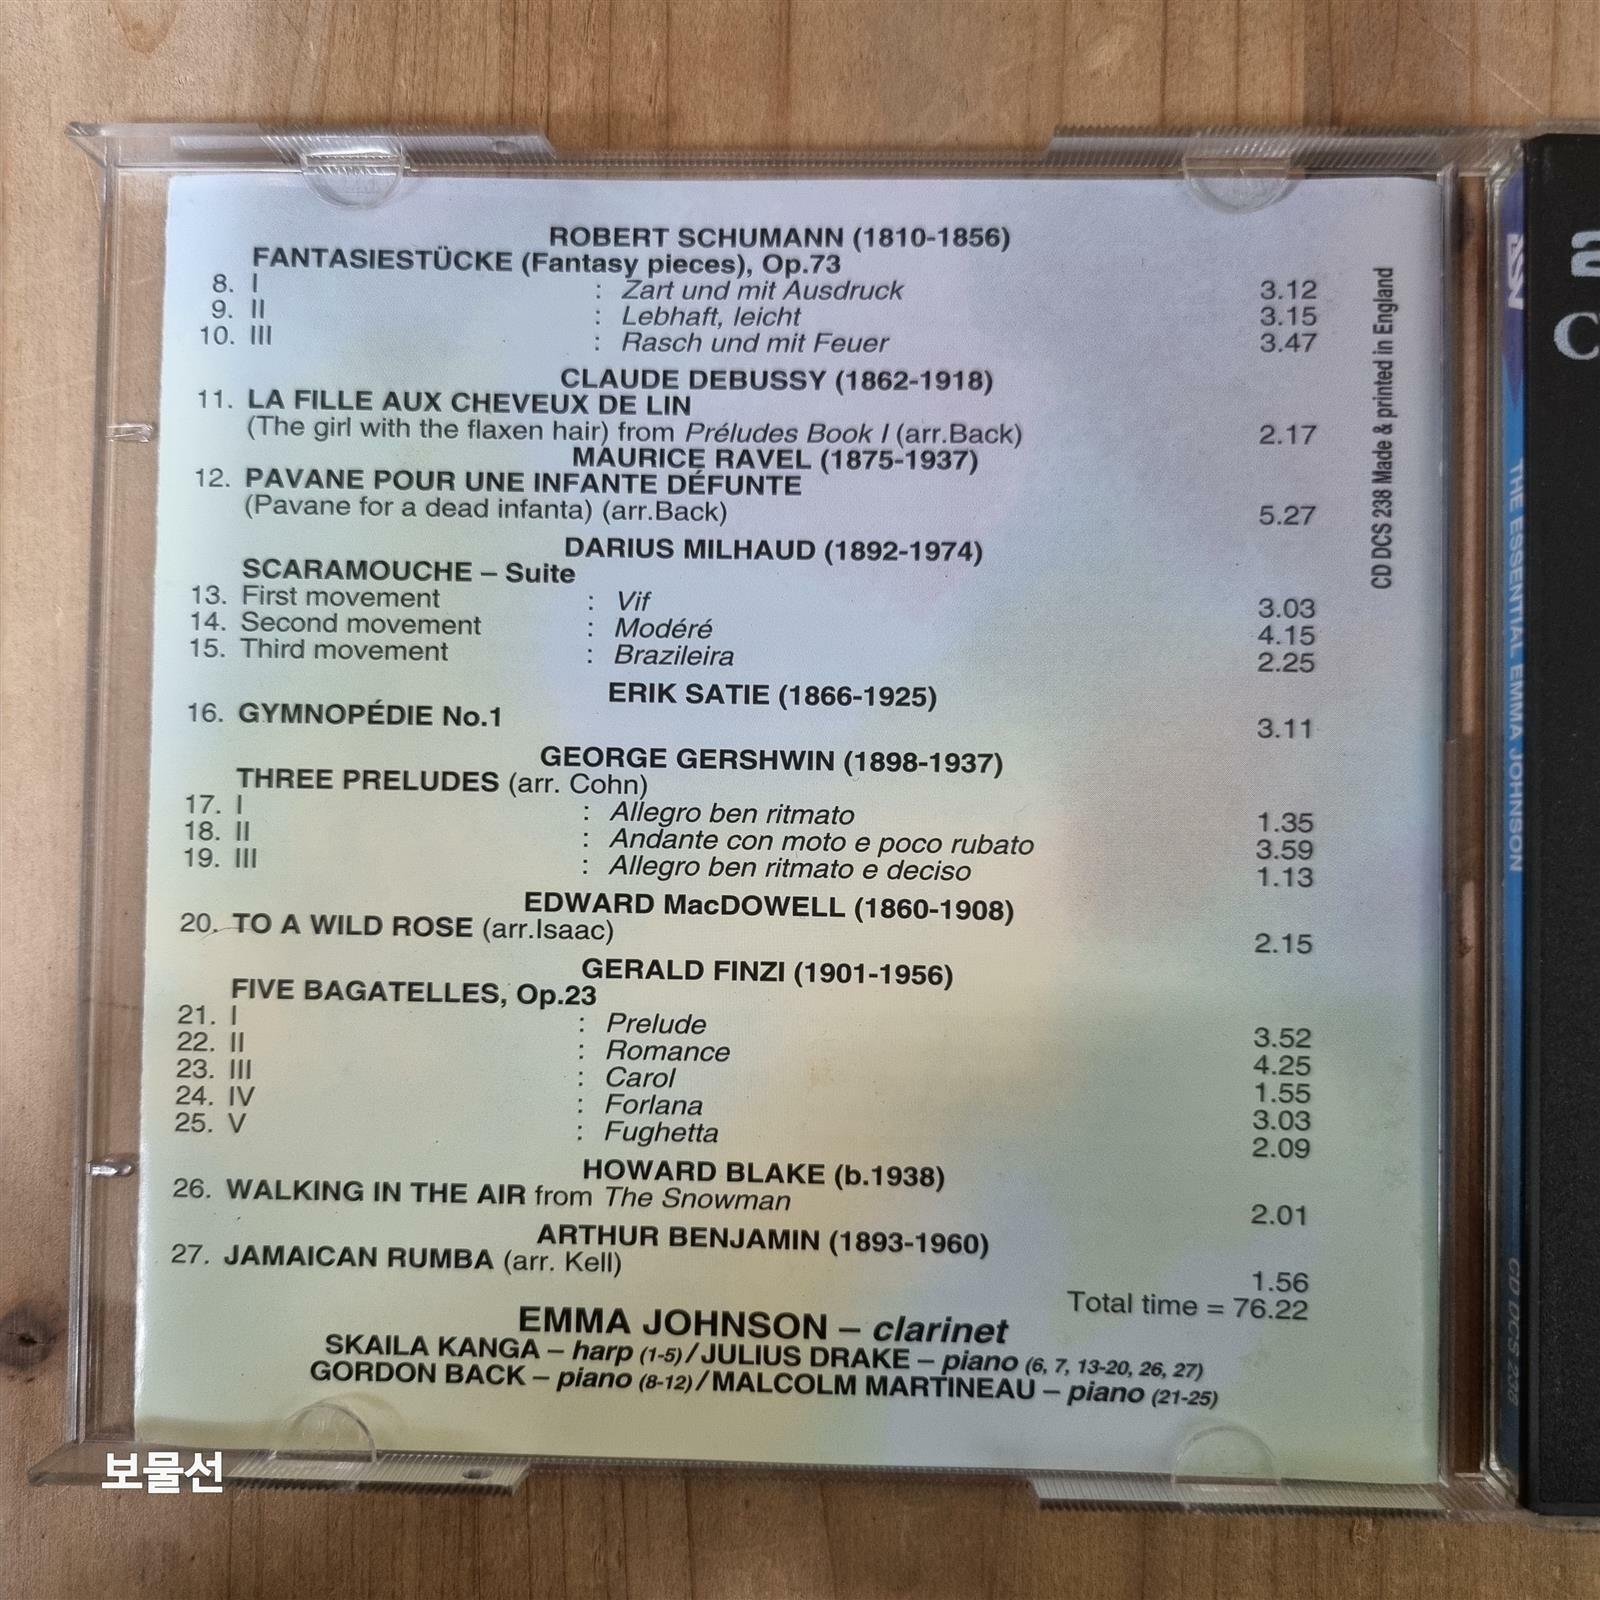 ROBERT SCHUMANN (1810-1856)
FANTASIESTÜCKE (Fantasy pieces), Op.73
8. I : Zart und mit Ausdruck 3.12
9. II : Lebhaft, leicht 3.15
10. III : Rasch und mit Feuer 3.47
CLAUDE DEBUSSY (1862-1918)
11. LA FILLE AUX CHEVEUX DE LIN
(The girl with the flaxen hair) from Préludes Book I (arr.Back) 2.17
MAURICE RAVEL (1875-1937)
12. PAVANE POUR UNE INFANTE DÉFUNTE
(Pavane for a dead infanta) (arr.Back) 5.27
DARIUS MILHAUD (1892-1974)
SCARAMOUCHE – Suite
13. First movement : Vif 3.03
14. Second movement : Modéré 4.15
15. Third movement : Brazileira 2.25
ERIK SATIE (1866-1925)
16. GYMNOPÉDIE No.1 3.11
GEORGE GERSHWIN (1898-1937)
THREE PRELUDES (arr. Cohn)
17. I : Allegro ben ritmato 1.35
18. II : Andante con moto e poco rubato 3.59
19. III : Allegro ben ritmato e deciso 1.13
EDWARD MacDOWELL (1860-1908)
20. TO A WILD ROSE (arr.Isaac) 2.15
GERALD FINZI (1901-1956)
FIVE BAGATELLES, Op.23
21. I : Prelude 3.52
22. II : Romance 4.25
23. III : Carol 1.55
24. IV : Forlana 3.03
25. V : Fughetta 2.09
HOWARD BLAKE (b.1938)
26. WALKING IN THE AIR from The Snowman 2.01
ARTHUR BENJAMIN (1893-1960)
27. JAMAICAN RUMBA (arr. Kell) 1.56
Total time = 76.22
EMMA JOHNSON – clarinet
SKAILA KANGA – harp (1-5) / JULIUS DRAKE – piano (6, 7, 13-20, 26, 27)
GORDON BACK – piano (8-12) / MALCOLM MARTINEAU – piano (21-25)
CD DCS 238 Made & printed in England
ASV
THE ESSENTIAL EMMA JOHNSON
CD DCS 238
보물선